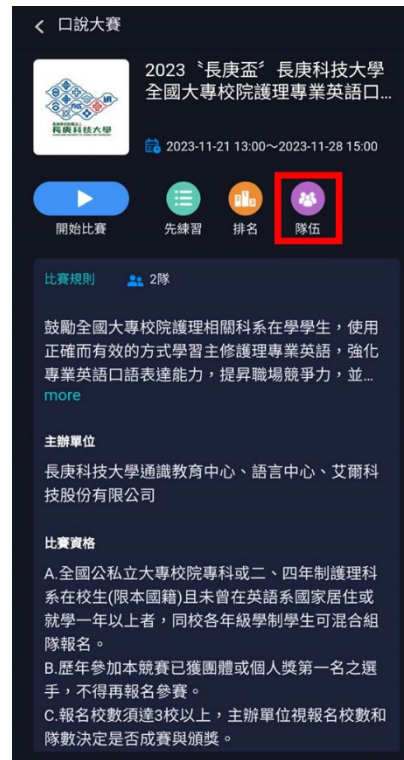 口說大賽
2023〝長庚盃〞長庚科技大學
全國大專校院護理專業英語口...
長庚科技大學
2023-11-21 13:00~2023-11-28 15:00
開始比賽
先練習
排名
隊伍
比賽規則 2隊
鼓勵全國大專校院護理相關科系在學學生，使用
正確而有效的方式學習主修護理專業英語，強化
專業英語口語表達能力，提昇職場競爭力，並...
more
主辦單位
長庚科技大學通識教育中心、語言中心、艾爾科
技股份有限公司
比賽資格
A.全國公私立大專校院專科或二、四年制護理科
系在校生(限本國籍)且未曾在英語系國家居住或
就學一年以上者，同校各年級學制學生可混合組
隊報名。
B.歷年參加本競賽已獲團體或個人獎第一名之選
手，不得再報名參賽。
C.報名校數須達3校以上，主辦單位視報名校數和
隊數決定是否成賽與頒獎。